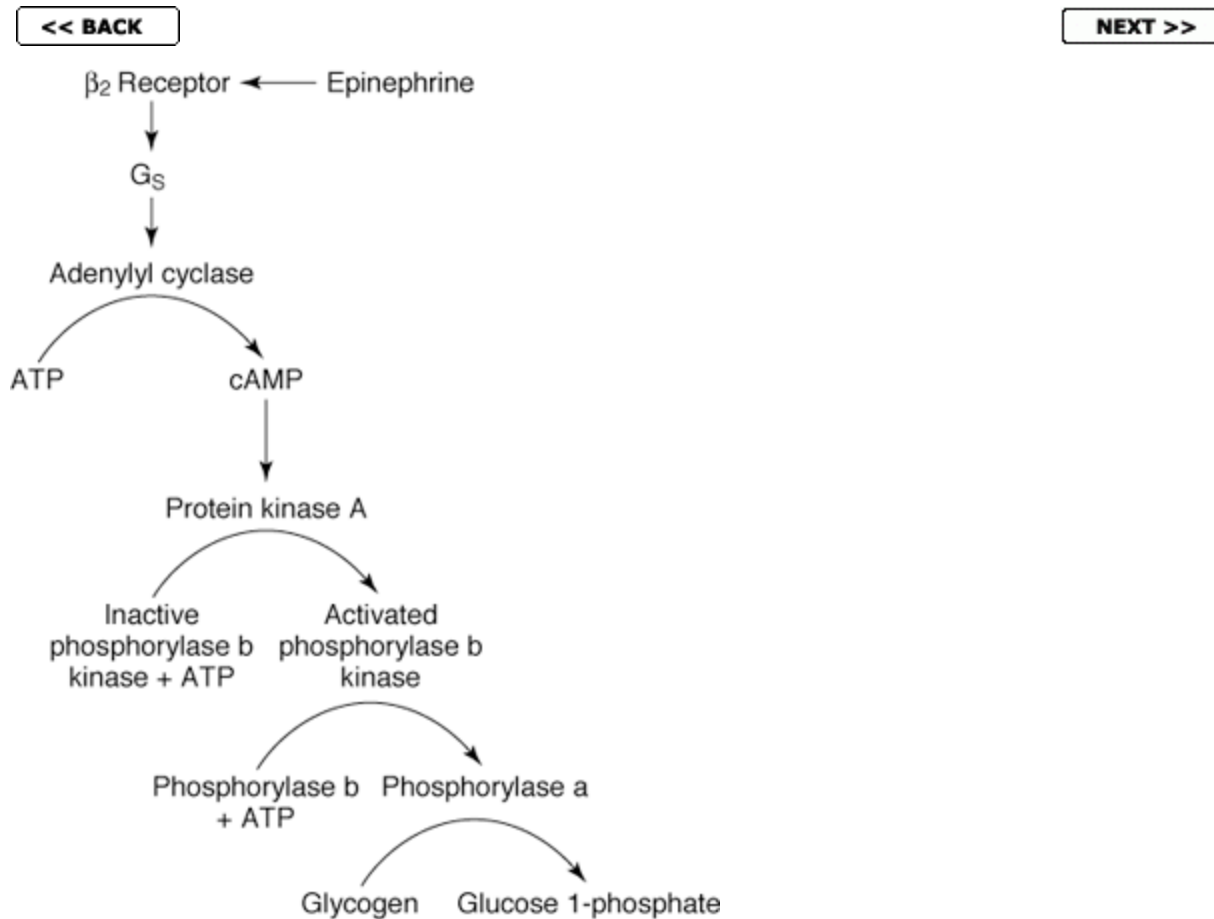 << BACK
NEXT >>
β₂ Receptor
Epinephrine
Gₛ
Adenylyl cyclase
ATP
cAMP
Protein kinase A
Inactive
phosphorylase b
kinase + ATP
Activated
phosphorylase b
kinase
Phosphorylase b
+ ATP
Phosphorylase a
Glycogen
Glucose 1-phosphate